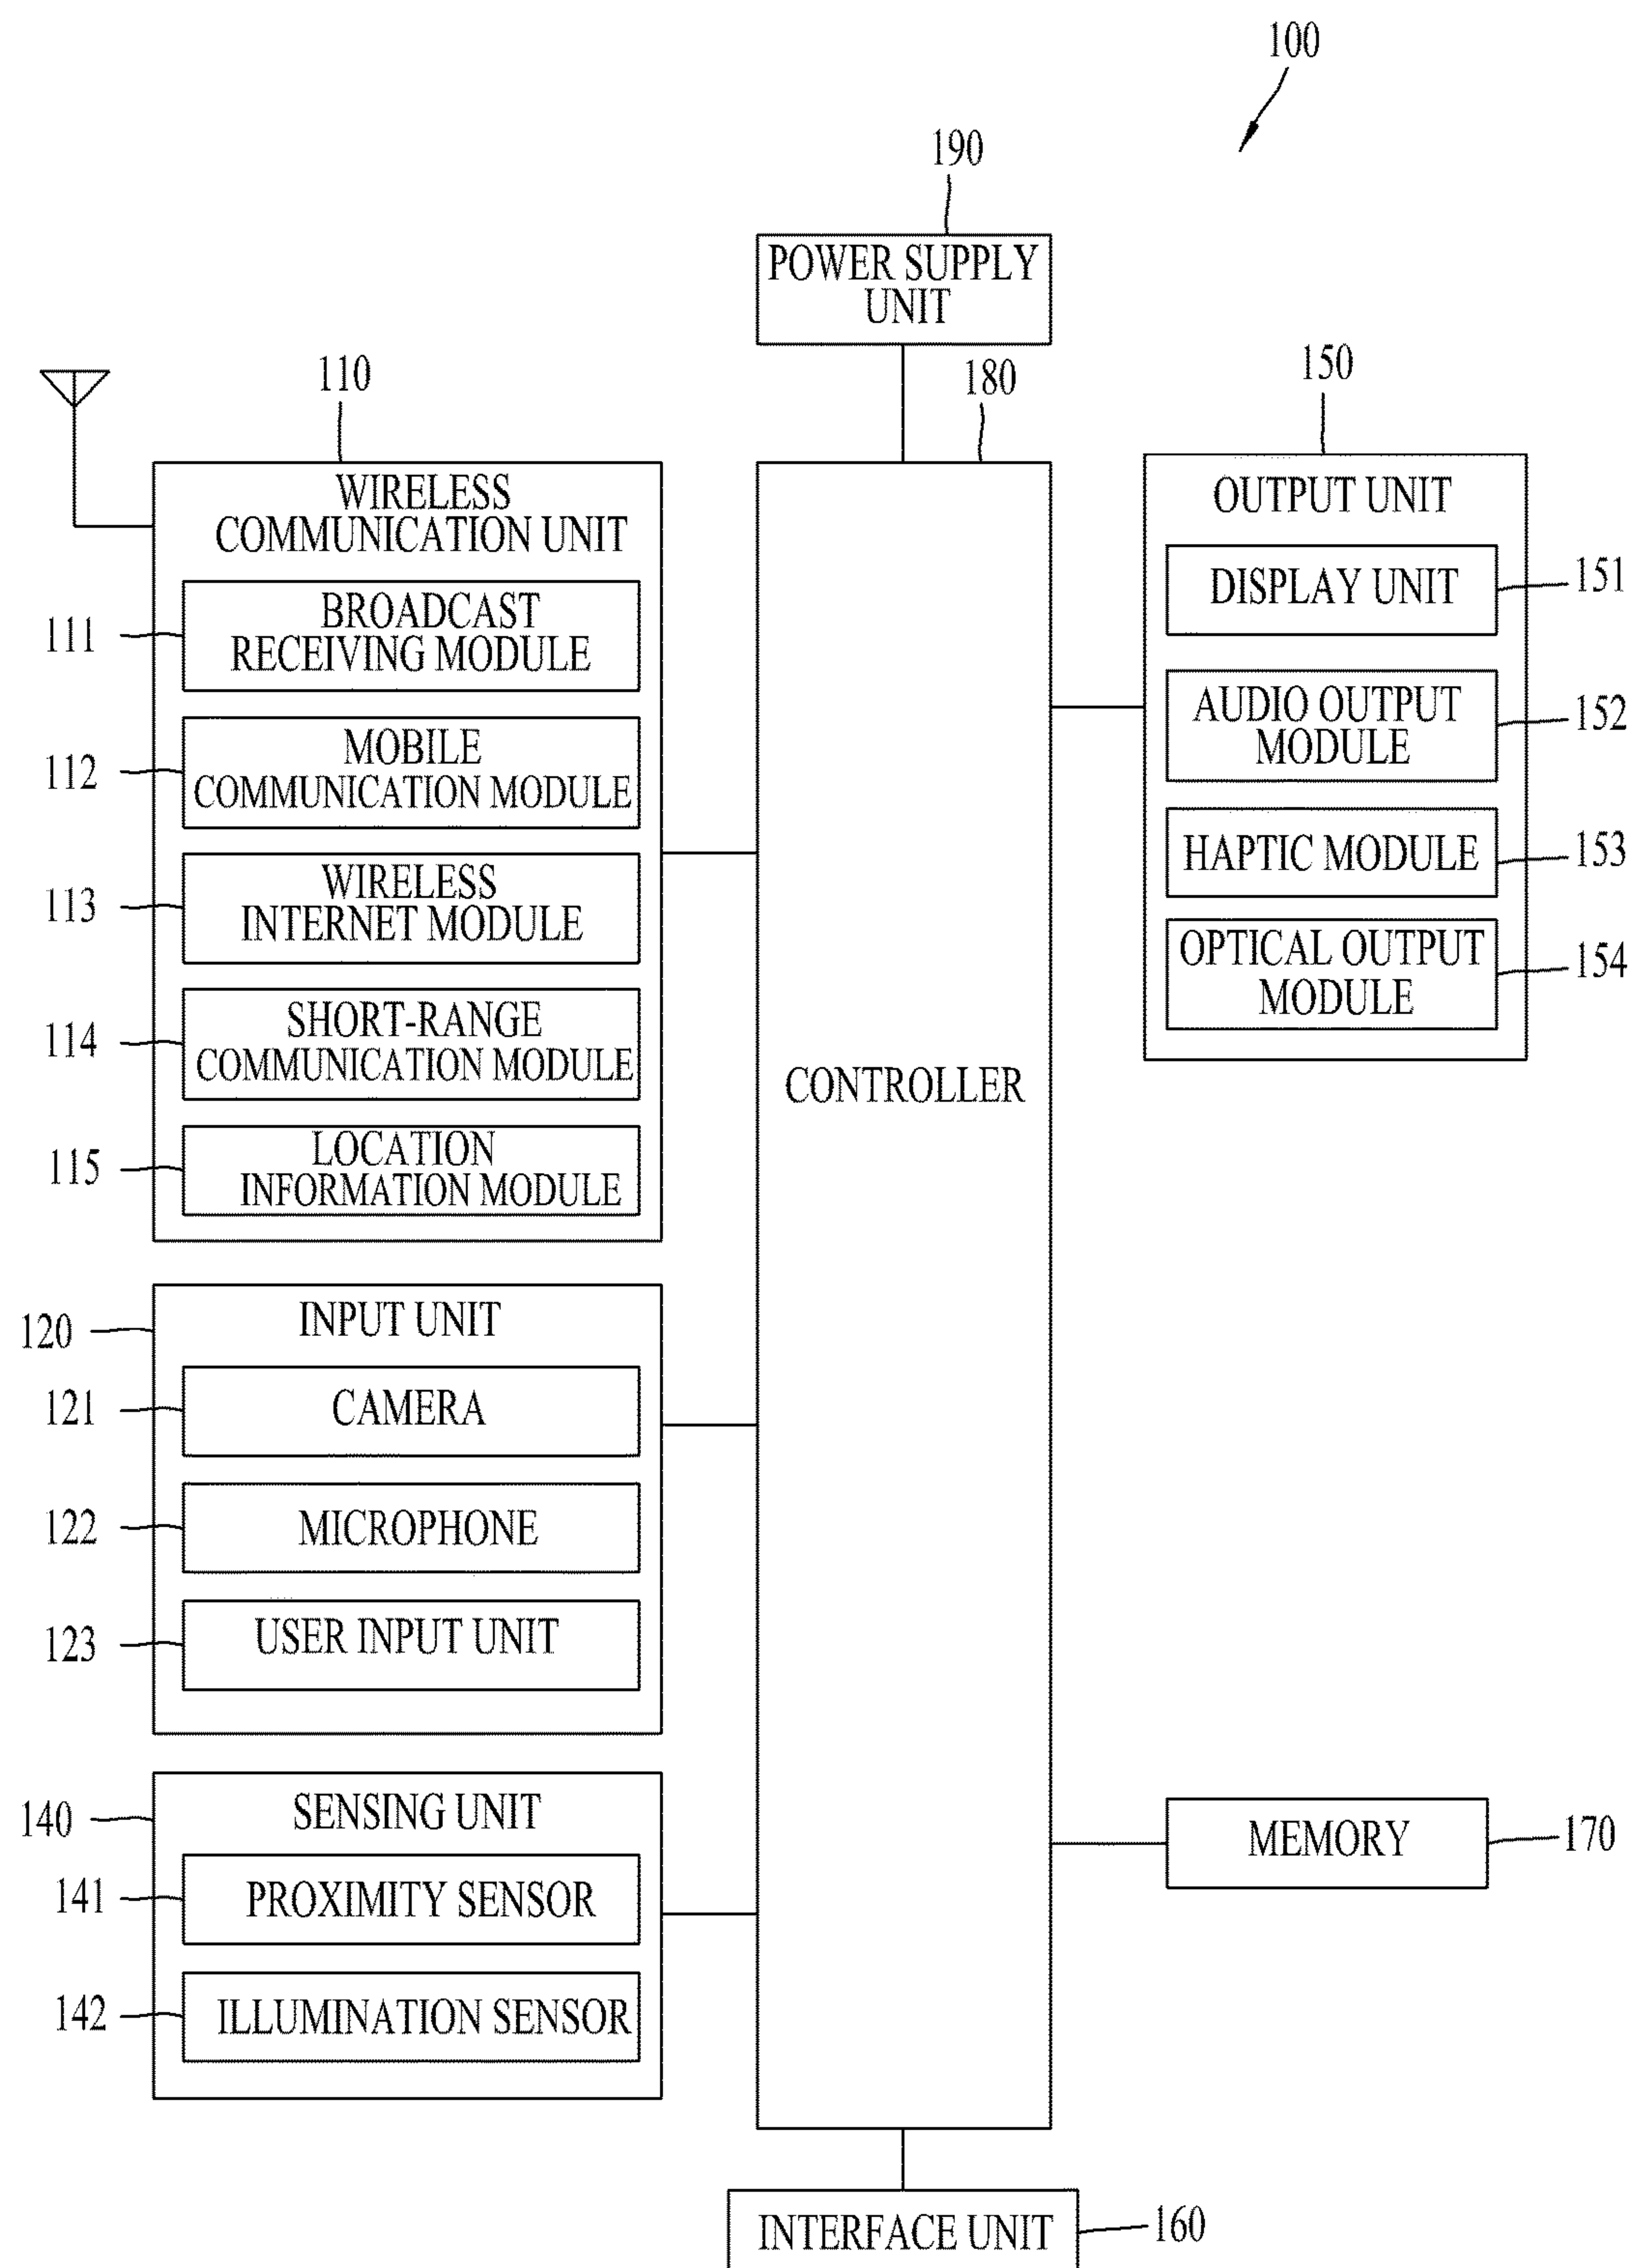 100
190
POWER SUPPLY
UNIT
110
180
150
WIRELESS
COMMUNICATION UNIT
111
BROADCAST
RECEIVING MODULE
112
MOBILE
COMMUNICATION MODULE
113
WIRELESS
INTERNET MODULE
114
SHORT-RANGE
COMMUNICATION MODULE
115
LOCATION
INFORMATION MODULE
120
INPUT UNIT
121
CAMERA
122
MICROPHONE
123
USER INPUT UNIT
140
SENSING UNIT
141
PROXIMITY SENSOR
142
ILLUMINATION SENSOR
CONTROLLER
OUTPUT UNIT
DISPLAY UNIT
151
AUDIO OUTPUT
MODULE
152
HAPTIC MODULE
153
OPTICAL OUTPUT
MODULE
154
MEMORY
170
INTERFACE UNIT
160